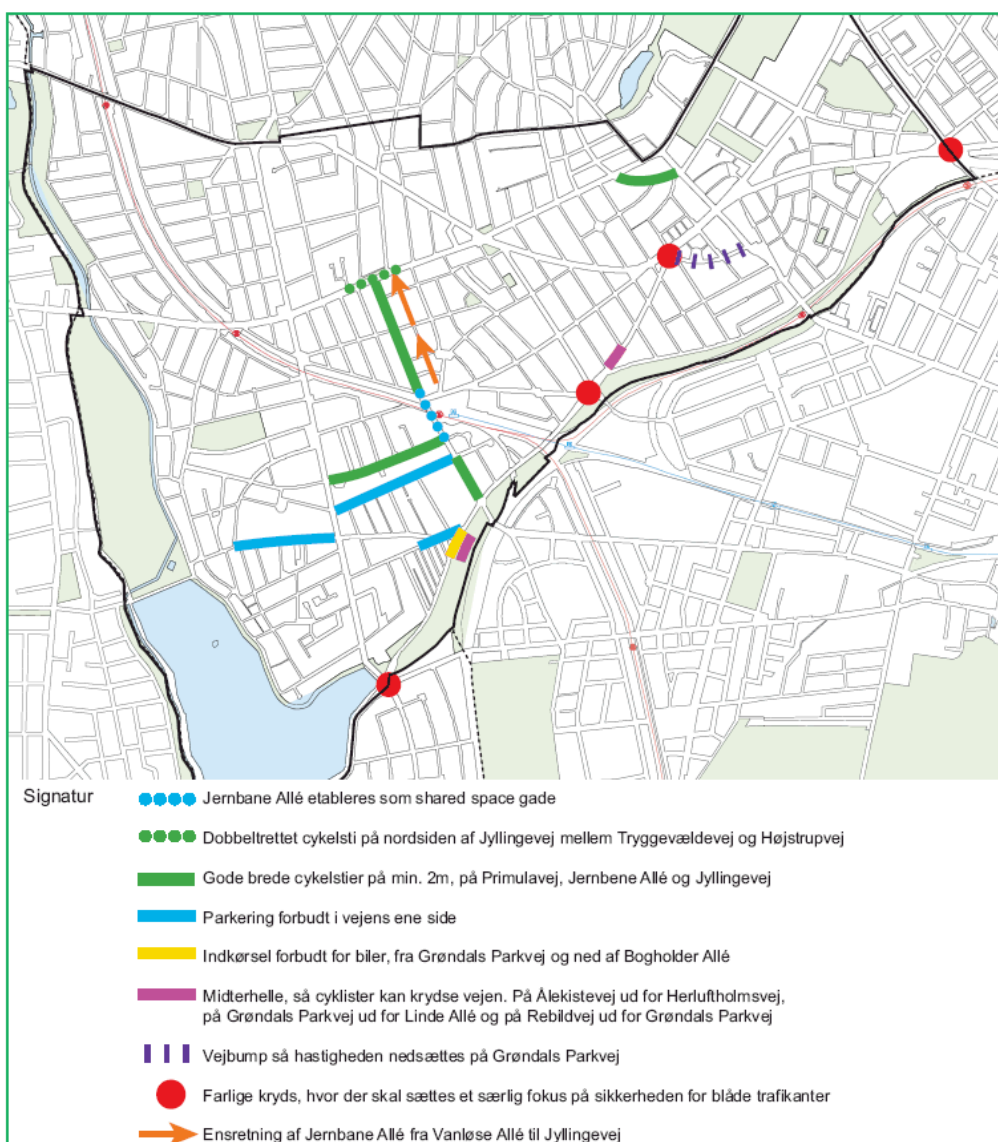 Signatur
Jernbane Allé etableres som shared space gade
Dobbeltrettet cykelsti på nordsiden af Jyllingevej mellem Tryggevældevej og Højstrupvej
Gode brede cykelstier på min. 2m, på Primulavej, Jernbene Allé og Jyllingevej
Parkering forbudt i vejens ene side
Indkørsel forbudt for biler, fra Grøndals Parkvej og ned af Bogholder Allé
Midterhelle, så cyklister kan krydse vejen. På Ålekistevej ud for Herluftholmsvej,
på Grøndals Parkvej ud for Linde Allé og på Rebildvej ud for Grøndals Parkvej
Vejbump så hastigheden nedsættes på Grøndals Parkvej
Farlige kryds, hvor der skal sættes et særlig fokus på sikkerheden for blåde trafikanter
Ensretning af Jernbane Allé fra Vanløse Allé til Jyllingevej